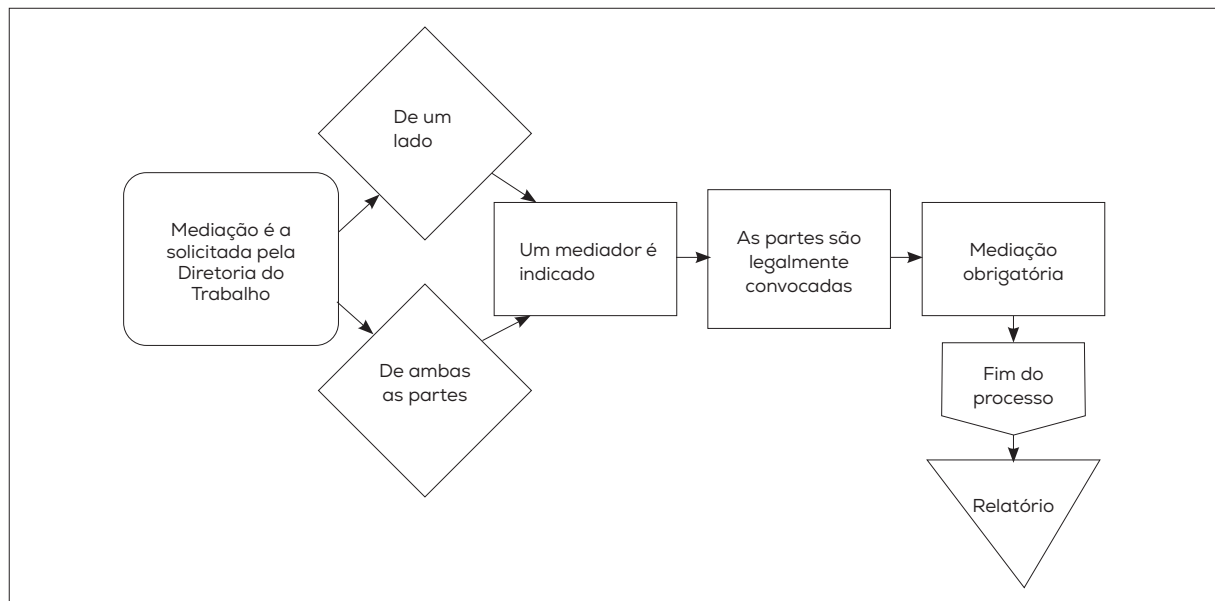 Mediação é a
solicitada pela
Diretoria do
Trabalho
De um
lado
De ambas
as partes
Um mediador é
indicado
As partes são
legalmente
convocadas
Mediação
obrigatória
Fim do
processo
Relatório